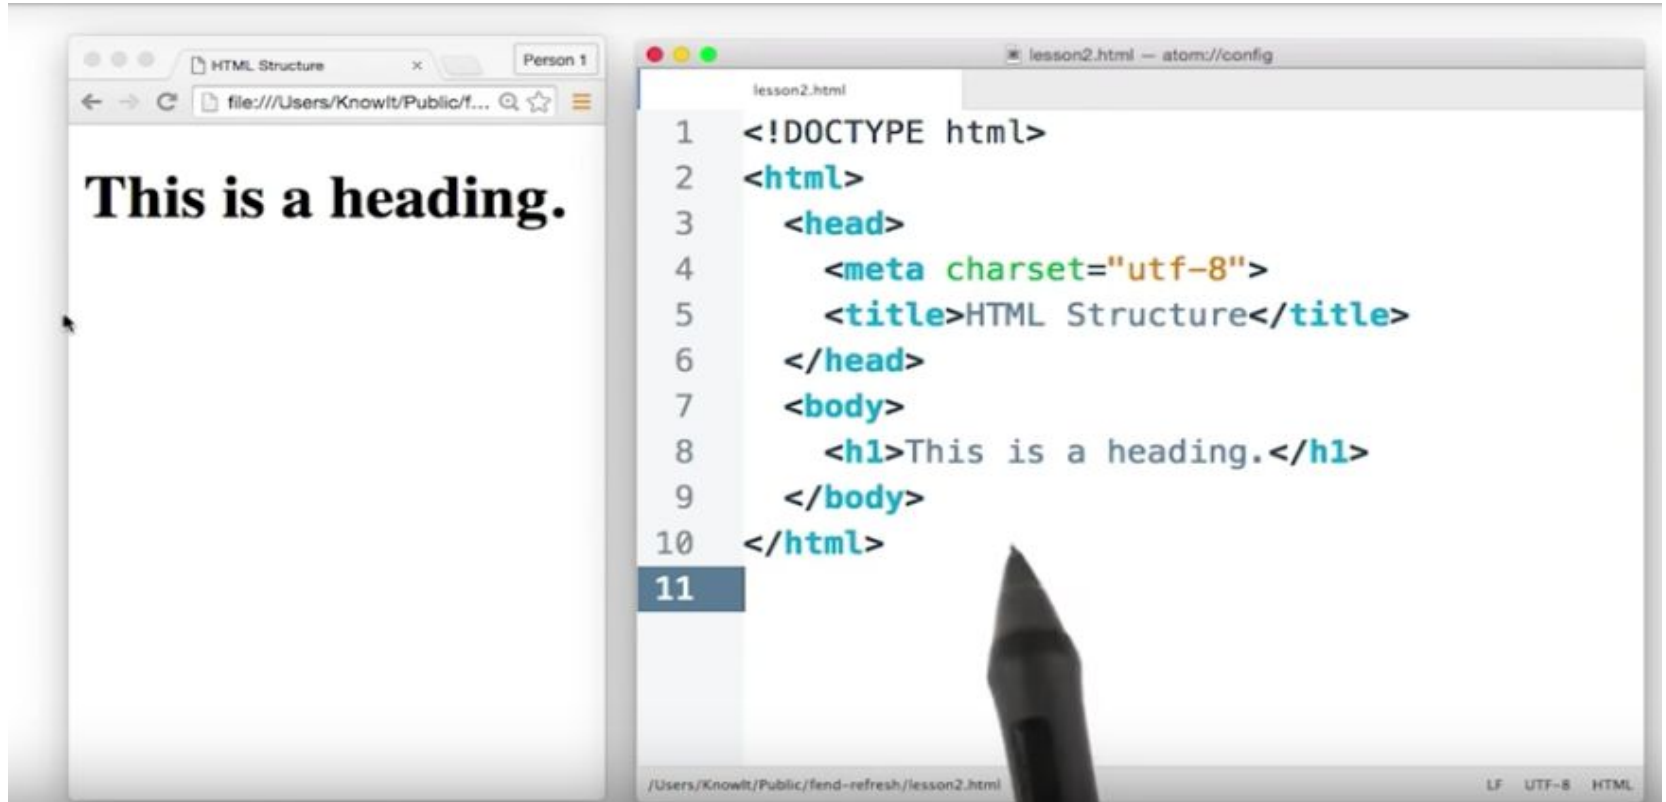 HTML Structure
Person 1
file:///Users/KnowIt/Public/f...
This is a heading.
lesson2.html — atom://config
lesson2.html
1 <!DOCTYPE html>
2 <html>
3 <head>
4 <meta charset="utf-8">
5 <title>HTML Structure</title>
6 </head>
7 <body>
8 <h1>This is a heading.</h1>
9 </body>
10 </html>
11
/Users/KnowIt/Public/fend-refresh/lesson2.html
LF UTF-8 HTML